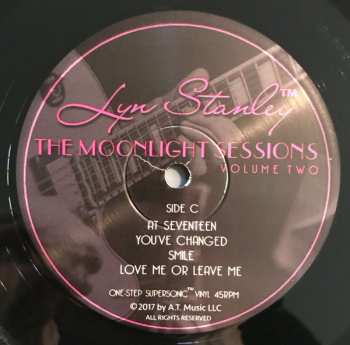 Lyn Stanley™
THE MOONLIGHT SESSIONS
VOLUME TWO
SIDE C
AT SEVENTEEN
YOU'VE CHANGED
SMILE
LOVE ME OR LEAVE ME
ONE-STEP SUPERSONIC™ VINYL 45RPM
©2017 by A.T. Music LLC
ALL RIGHTS RESERVED